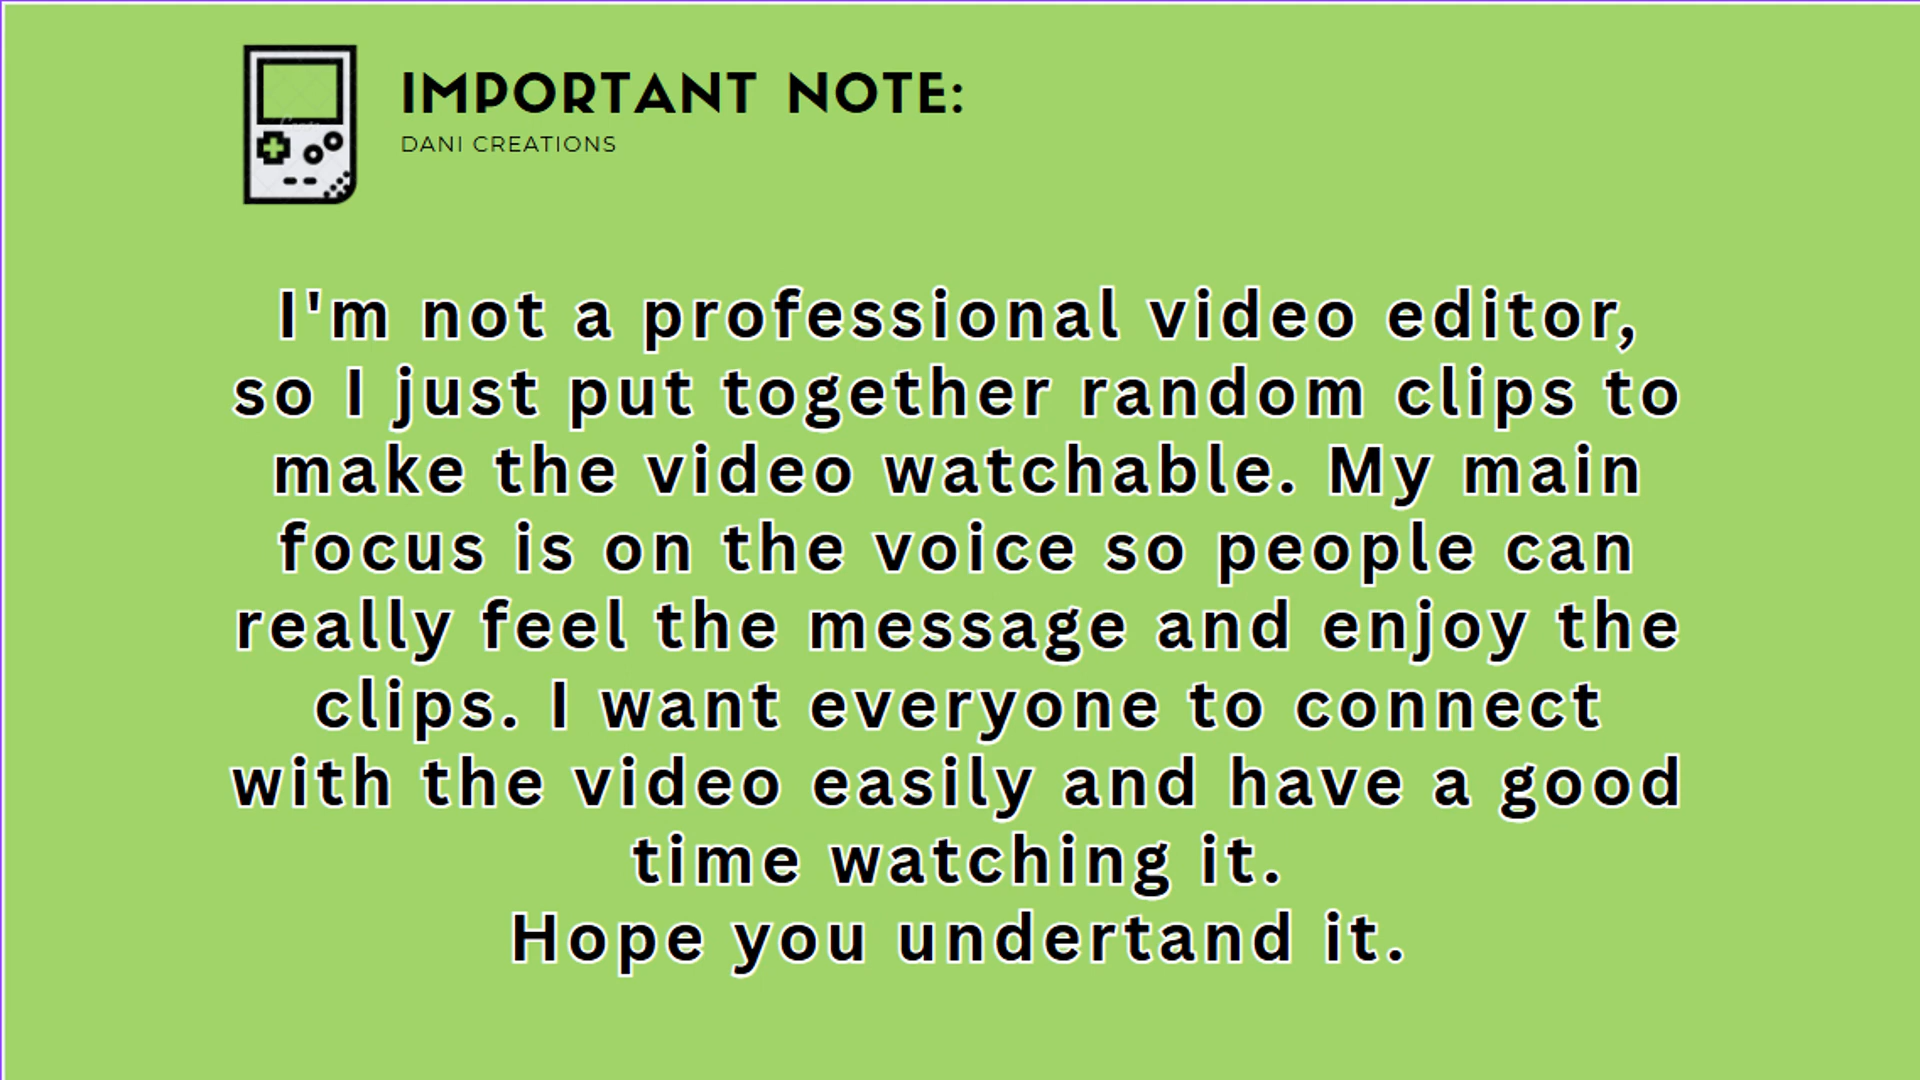 IMPORTANT NOTE:
DANI CREATIONS
I'm not a professional video editor,
so I just put together random clips to
make the video watchable. My main
focus is on the voice so people can
really feel the message and enjoy the
clips. I want everyone to connect
with the video easily and have a good
time watching it.
Hope you undertand it.